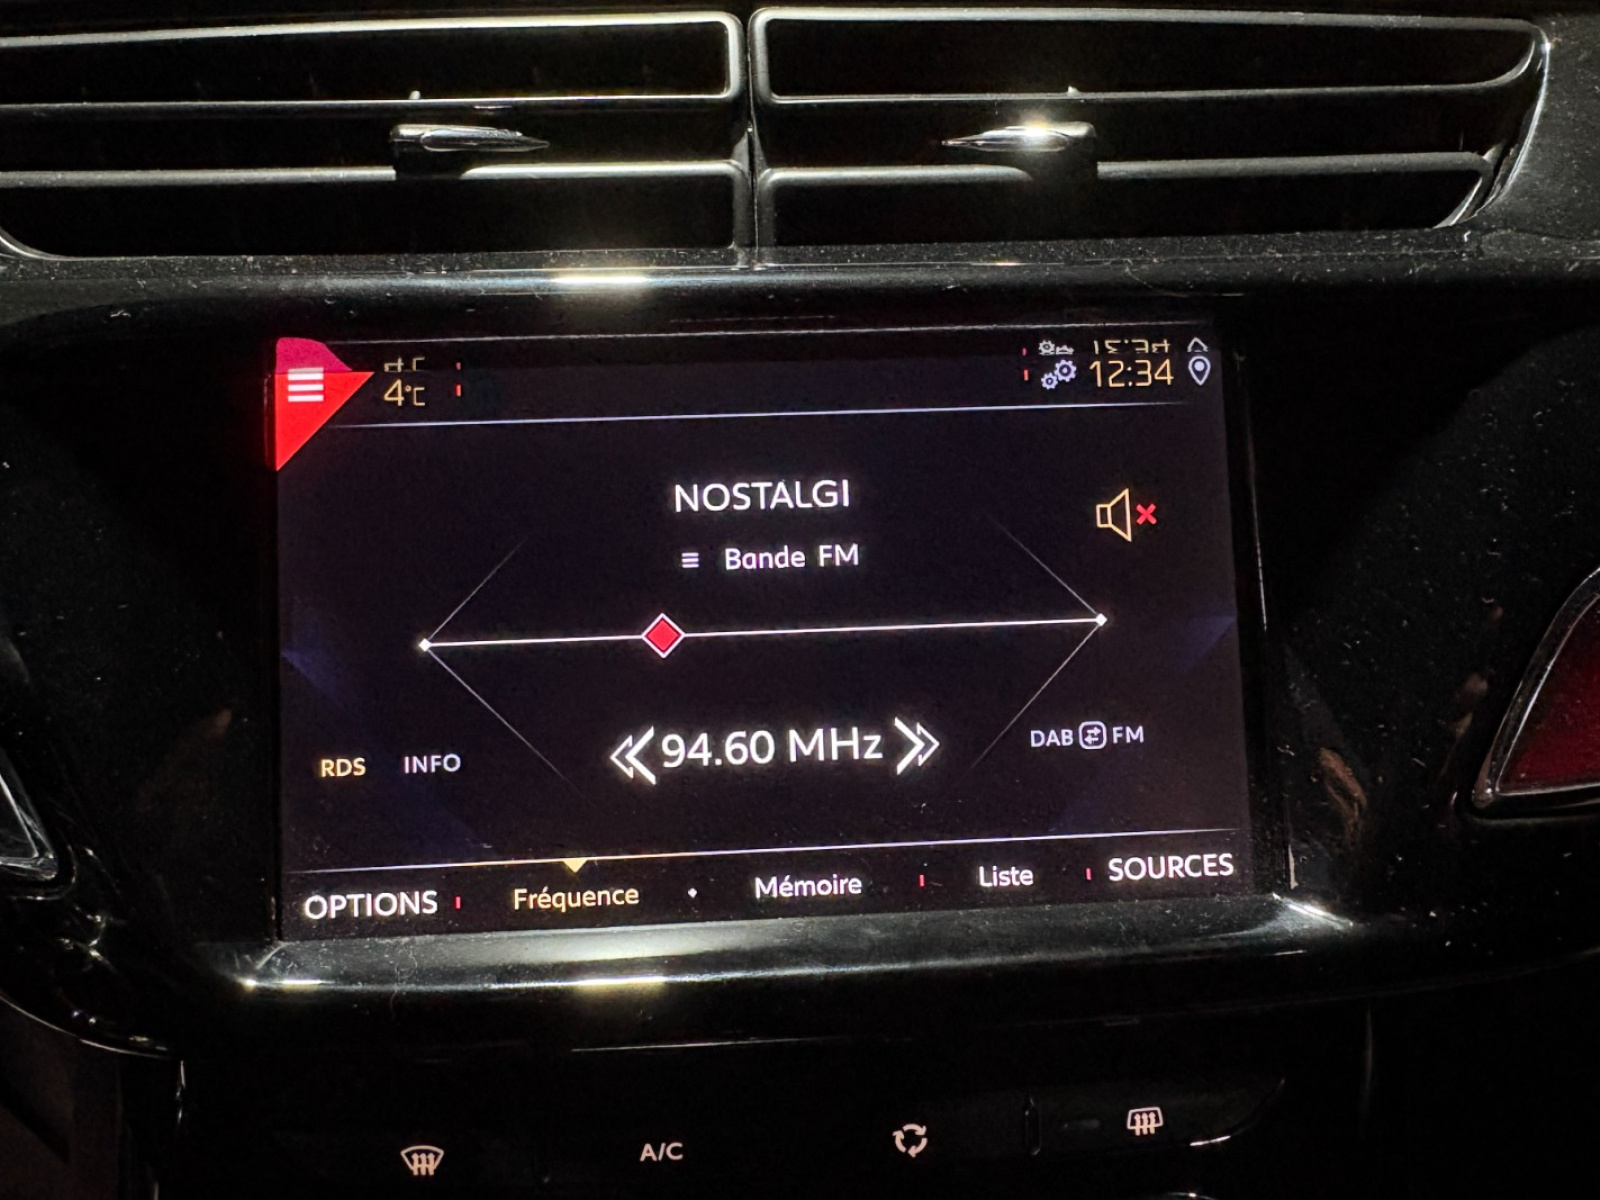 4°C
12:34
NOSTALGI
Bande FM
94.60 MHz
DAB FM
RDS INFO
OPTIONS Fréquence Mémoire Liste SOURCES
A/C